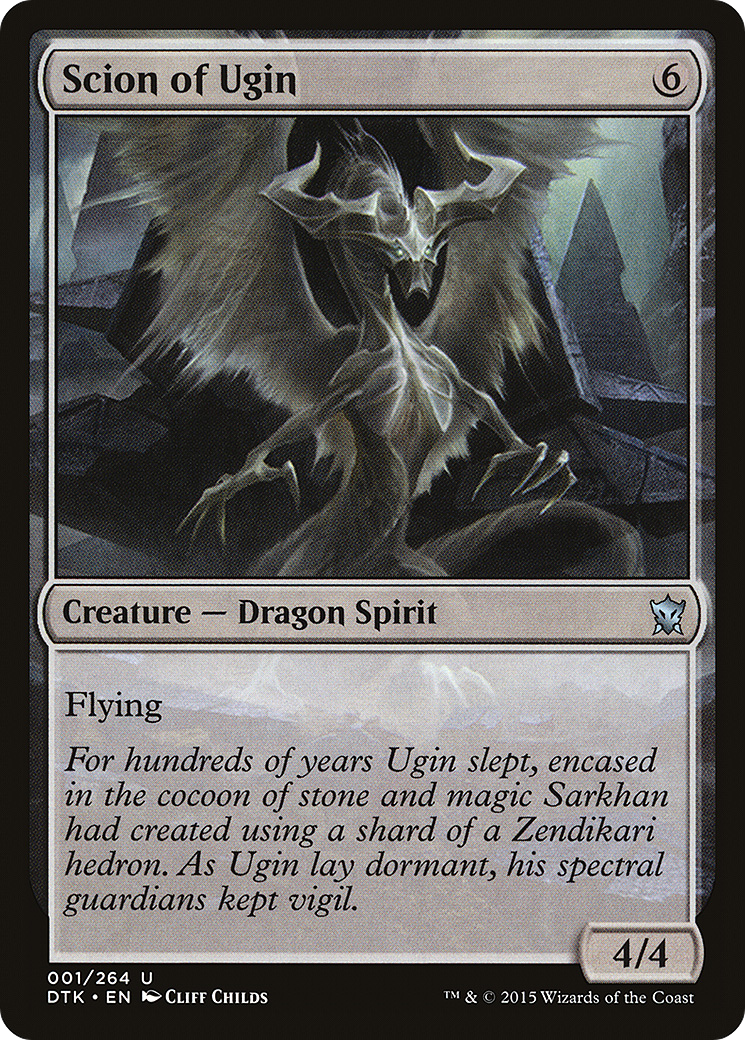 Scion of Ugin 6
Creature — Dragon Spirit
Flying
For hundreds of years Ugin slept, encased
in the cocoon of stone and magic Sarkhan
had created using a shard of a Zendikari
hedron. As Ugin lay dormant, his spectral
guardians kept vigil.
4/4
001/264 U
DTK • EN Cliff Childs
™ & © 2015 Wizards of the Coast